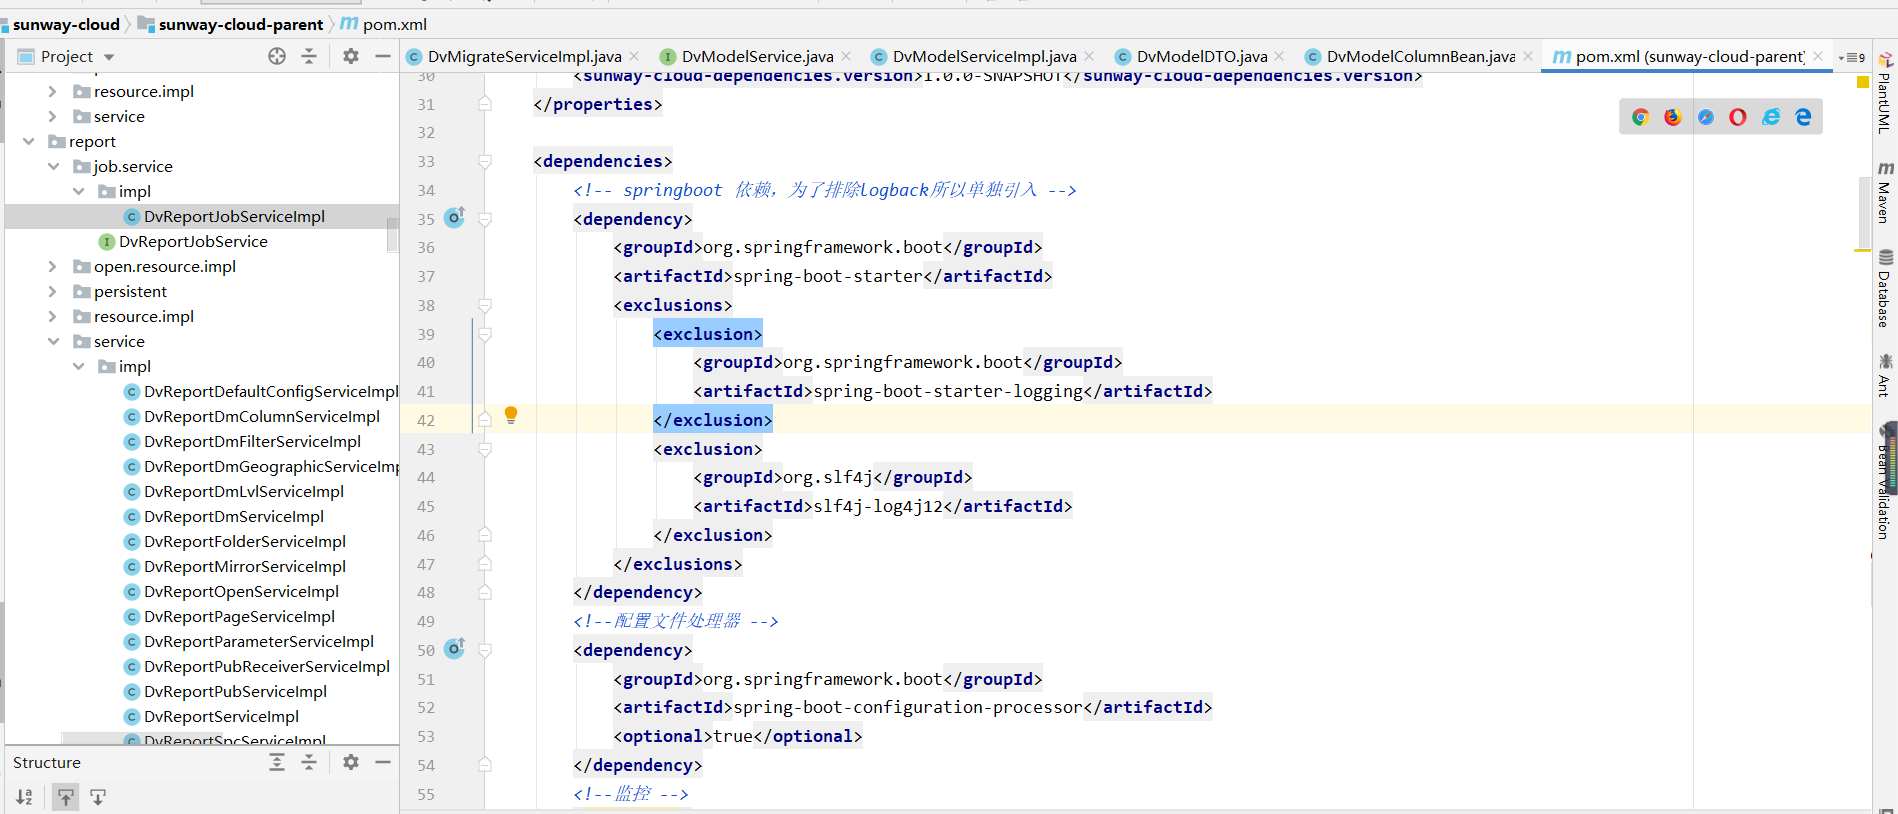 sunway-cloud sunway-cloud-parent m pom.xml
Project
DvMigrateServiceImpl.java DvModelService.java DvModelServiceImpl.java DvModelDTO.java DvModelColumnBean.java pom.xml (sunway-cloud-parent) 9
resource.impl
service
report
job.service
impl
DvReportJobServiceImpl
DvReportJobService
open.resource.impl
persistent
resource.impl
service
impl
DvReportDefaultConfigServiceImpl
DvReportDmColumnServiceImpl
DvReportDmFilterServiceImpl
DvReportDmGeographicServiceImp
DvReportDmLvlServiceImpl
DvReportDmServiceImpl
DvReportFolderServiceImpl
DvReportMirrorServiceImpl
DvReportOpenServiceImpl
DvReportPageServiceImpl
DvReportParameterServiceImpl
DvReportPubReceiverServiceImpl
DvReportPubServiceImpl
DvReportServiceImpl
DvReportSpcServiceImpl
Structure
30 <sunway-cloud-dependencies.version>1.0.0-SNAPSHOT</sunway-cloud-dependencies.version>
31 </properties>
32
33 <dependencies>
34 <!-- springboot 依赖，为了排除logback所以单独引入 -->
35 <dependency>
36 <groupId>org.springframework.boot</groupId>
37 <artifactId>spring-boot-starter</artifactId>
38 <exclusions>
39 <exclusion>
40 <groupId>org.springframework.boot</groupId>
41 <artifactId>spring-boot-starter-logging</artifactId>
42 </exclusion>
43 <exclusion>
44 <groupId>org.slf4j</groupId>
45 <artifactId>slf4j-log4j12</artifactId>
46 </exclusion>
47 </exclusions>
48 </dependency>
49 <!--配置文件处理器 -->
50 <dependency>
51 <groupId>org.springframework.boot</groupId>
52 <artifactId>spring-boot-configuration-processor</artifactId>
53 <optional>true</optional>
54 </dependency>
55 <!--监控 -->
PlantUML
Maven
Database
Ant
Bean Validation